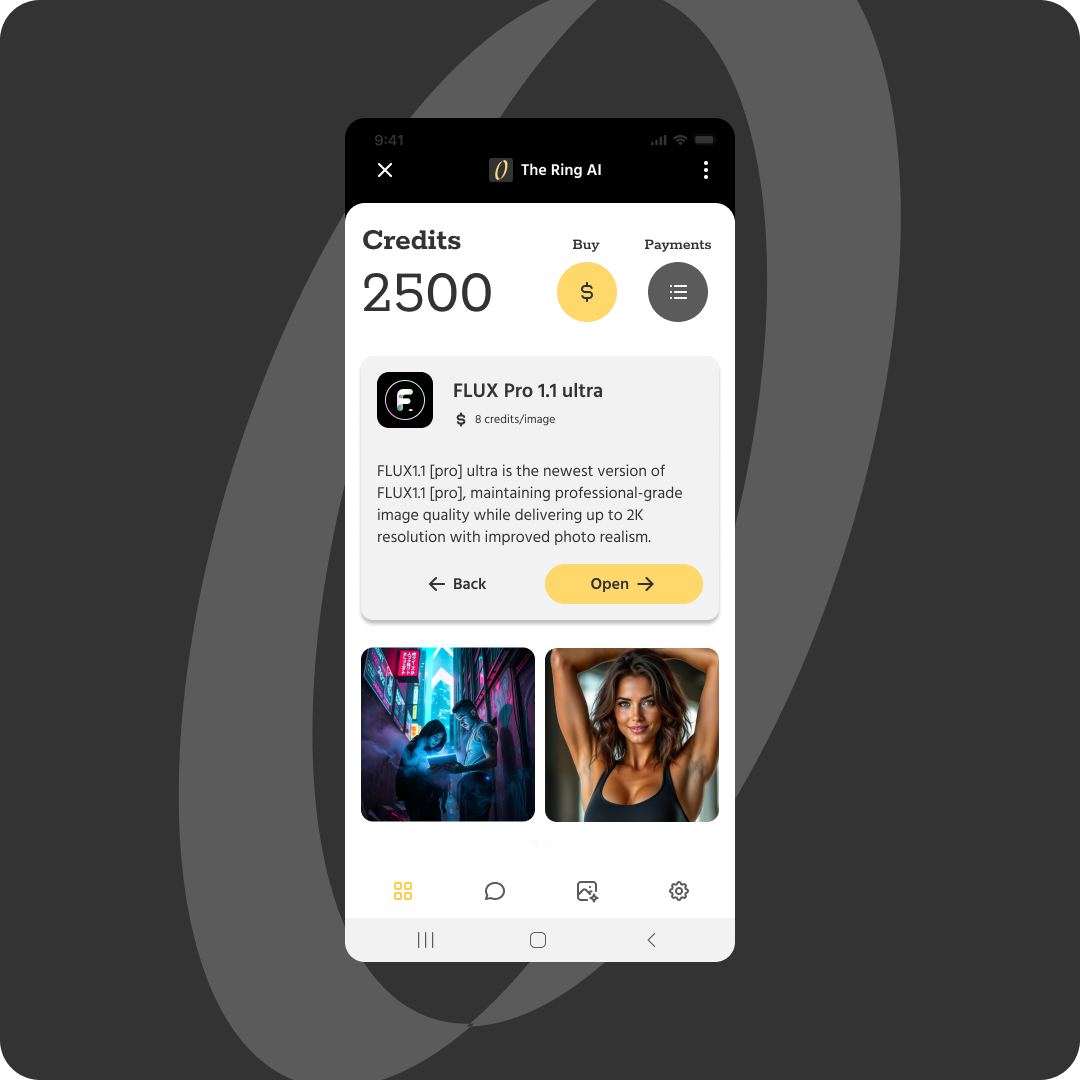 9:41
The Ring AI
Credits
2500
Buy
Payments
$
FLUX Pro 1.1 ultra
$ 8 credits/image
FLUX1.1 [pro] ultra is the newest version of
FLUX1.1 [pro], maintaining professional-grade
image quality while delivering up to 2K
resolution with improved photo realism.
Back
Open